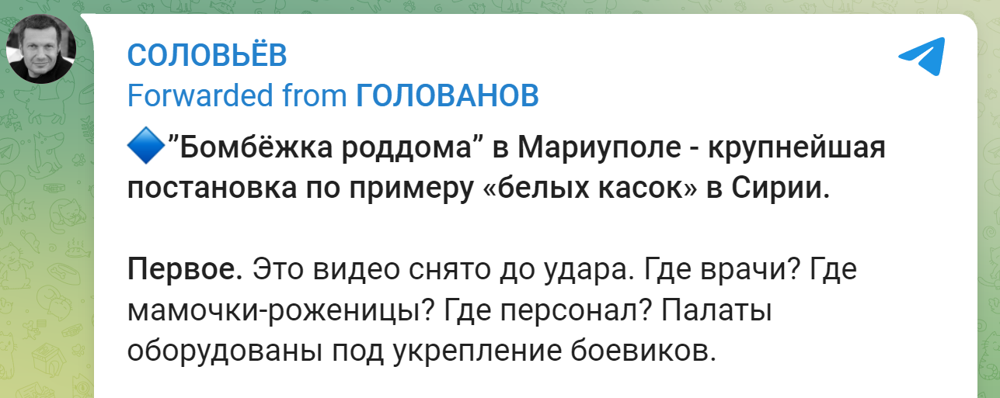 СОЛОВЬЁВ
Forwarded from ГОЛОВАНОВ
”Бомбёжка роддома” в Мариуполе - крупнейшая
постановка по примеру «белых касок» в Сирии.
Первое. Это видео снято до удара. Где врачи? Где
мамочки-роженицы? Где персонал? Палаты
оборудованы под укрепление боевиков.